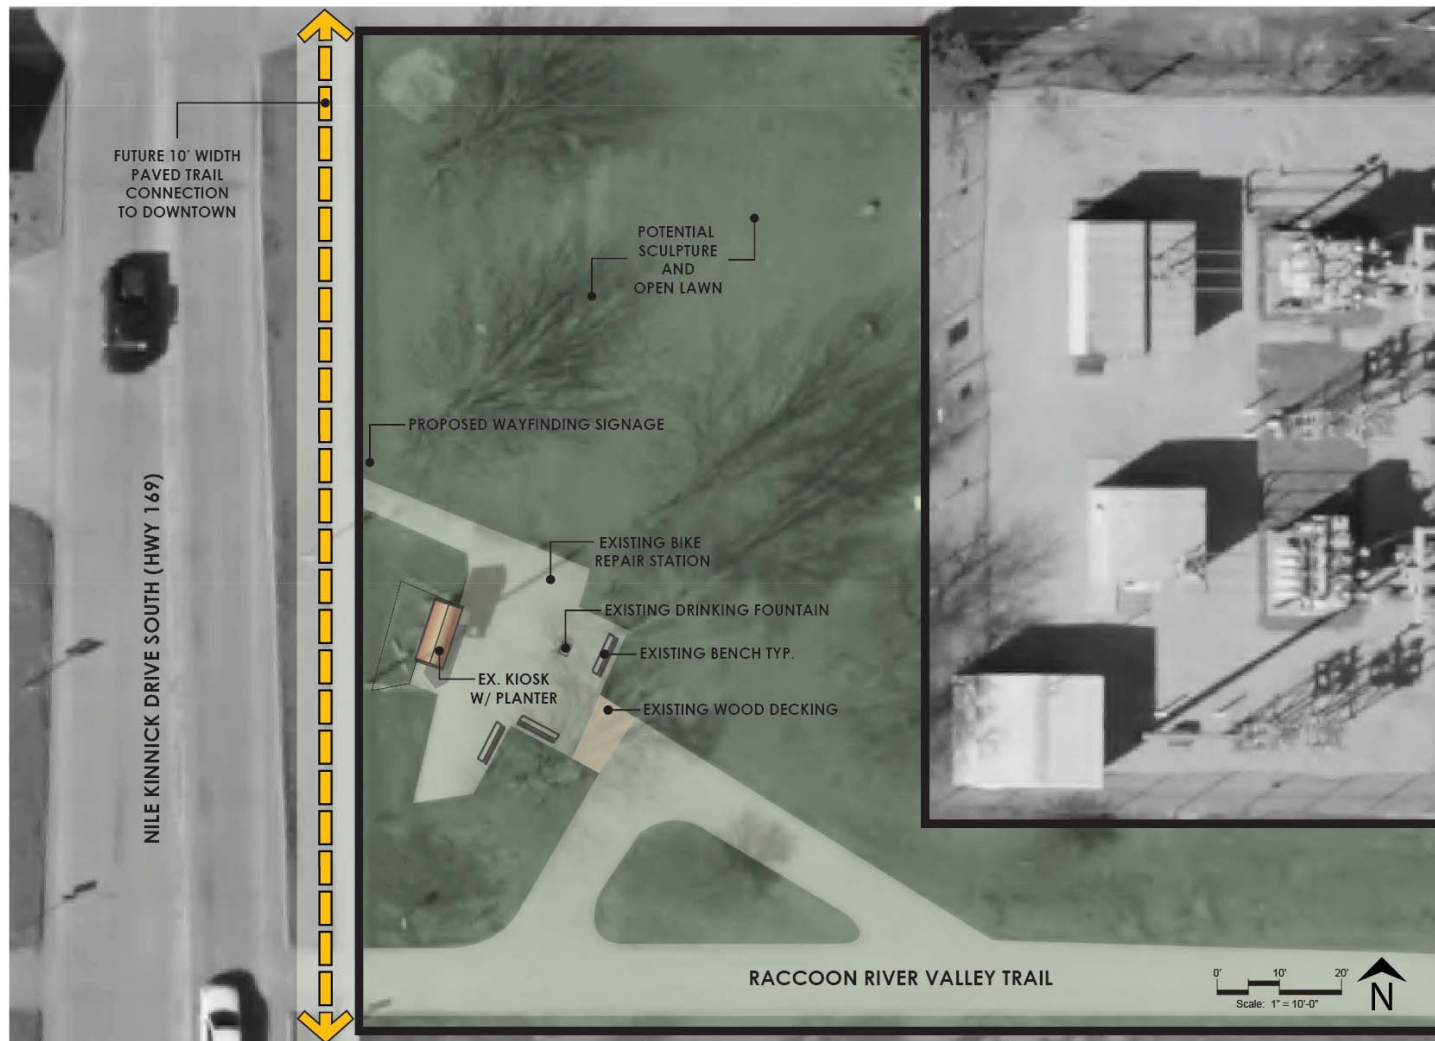 FUTURE 10' WIDTH
PAVED TRAIL
CONNECTION
TO DOWNTOWN
POTENTIAL
SCULPTURE
AND
OPEN LAWN
PROPOSED WAYFINDING SIGNAGE
NILE KINNICK DRIVE SOUTH (HWY 169)
EXISTING BIKE
REPAIR STATION
EXISTING DRINKING FOUNTAIN
EXISTING BENCH TYP.
EX. KIOSK
W/ PLANTER
EXISTING WOOD DECKING
RACCOON RIVER VALLEY TRAIL
0' 10' 20'
Scale: 1" = 10'-0"
N